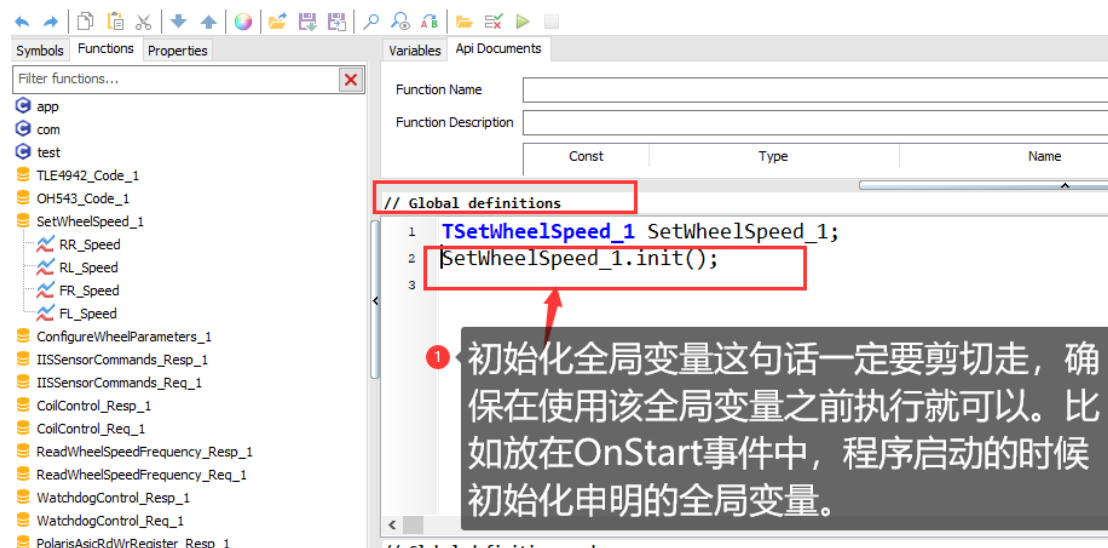 Symbols Functions Properties
Filter functions...
app
com
test
TLE4942_Code_1
OH543_Code_1
SetWheelSpeed_1
RR_Speed
RL_Speed
FR_Speed
FL_Speed
ConfigureWheelParameters_1
IISSensorCommands_Resp_1
IISSensorCommands_Req_1
CoilControl_Resp_1
CoilControl_Req_1
ReadWheelSpeedFrequency_Resp_1
ReadWheelSpeedFrequency_Req_1
WatchdogControl_Resp_1
WatchdogControl_Req_1
PolarisAsicRdWrRegister_Resp_1
Variables Api Documents
Function Name
Function Description
Const Type Name
// Global definitions
1 TSetWheelSpeed_1 SetWheelSpeed_1;
2 SetWheelSpeed_1.init();
3
1 初始化全局变量这句话一定要剪切走，确
保在使用该全局变量之前执行就可以。比
如放在OnStart事件中，程序启动的时候
初始化申明的全局变量。